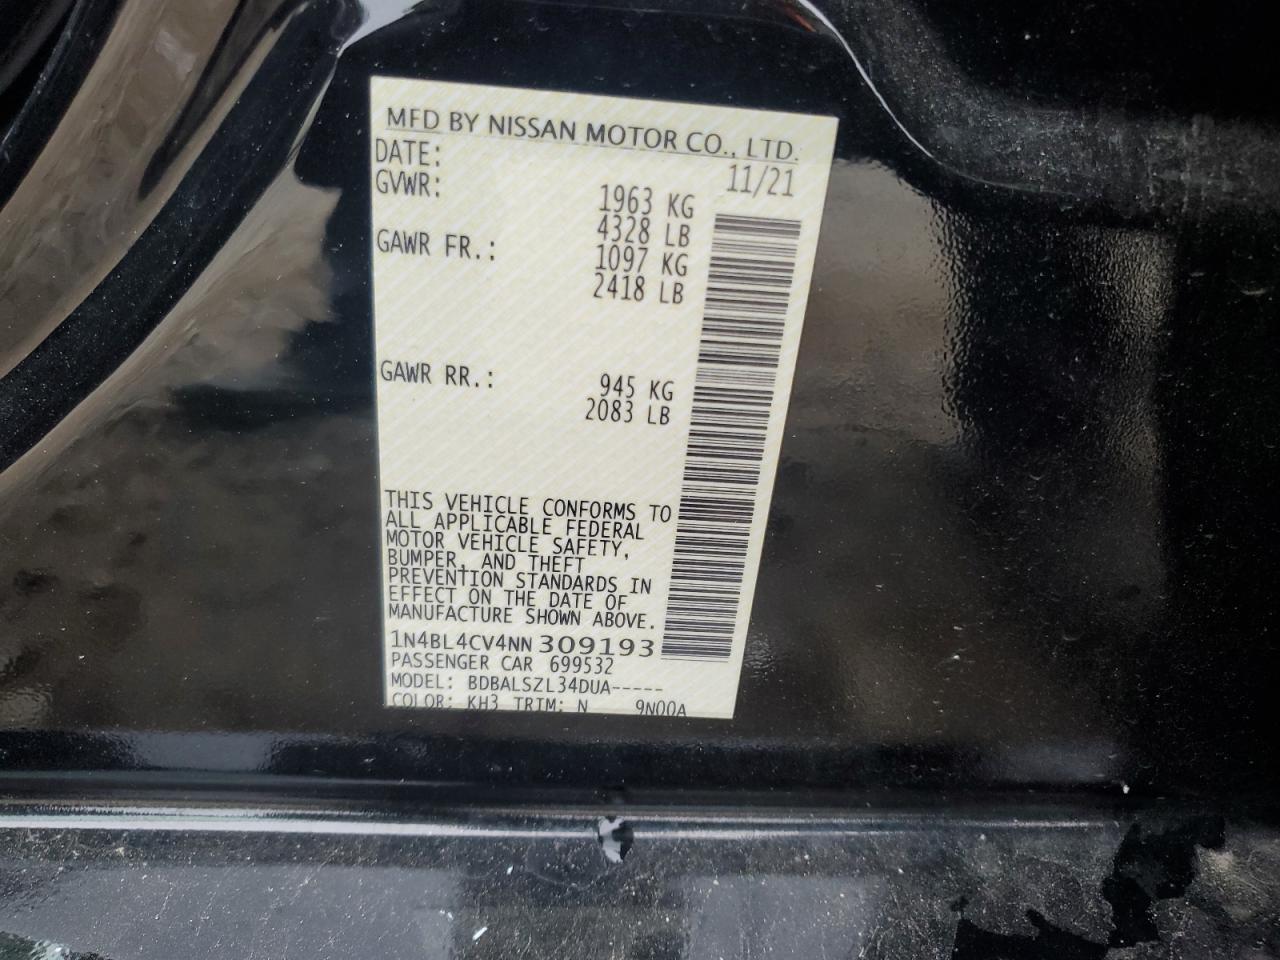 MFD BY NISSAN MOTOR CO., LTD.
DATE: 11/21
GVWR: 1963 KG
4328 LB
GAWR FR.: 1097 KG
2418 LB
GAWR RR.: 945 KG
2083 LB
THIS VEHICLE CONFORMS TO
ALL APPLICABLE FEDERAL
MOTOR VEHICLE SAFETY,
BUMPER, AND THEFT
PREVENTION STANDARDS IN
EFFECT ON THE DATE OF
MANUFACTURE SHOWN ABOVE.
1N4BL4CV4NN 309193
PASSENGER CAR 699532
MODEL: BDBALSZL34DUA-----
COLOR: KH3 TRIM: N 9N00A